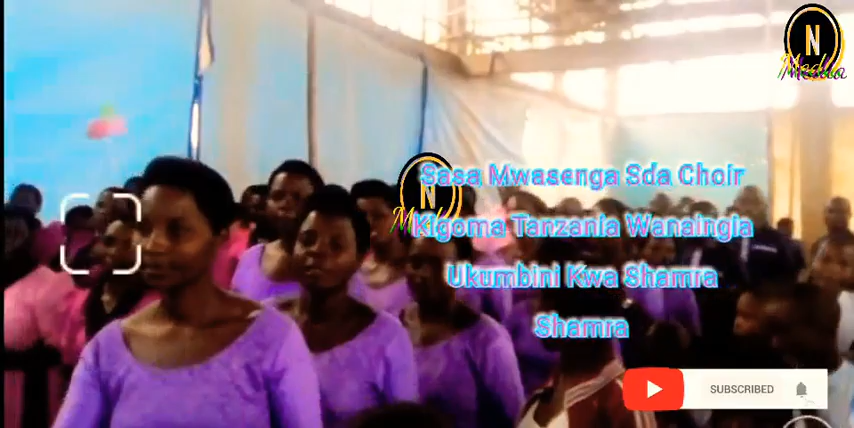 N
Media
N
Sasa Mwasenga Sda Choir
Kigoma Tanzania Wanaingia
Ukumbini Kwa Shamra
Shamra
SUBSCRIBED